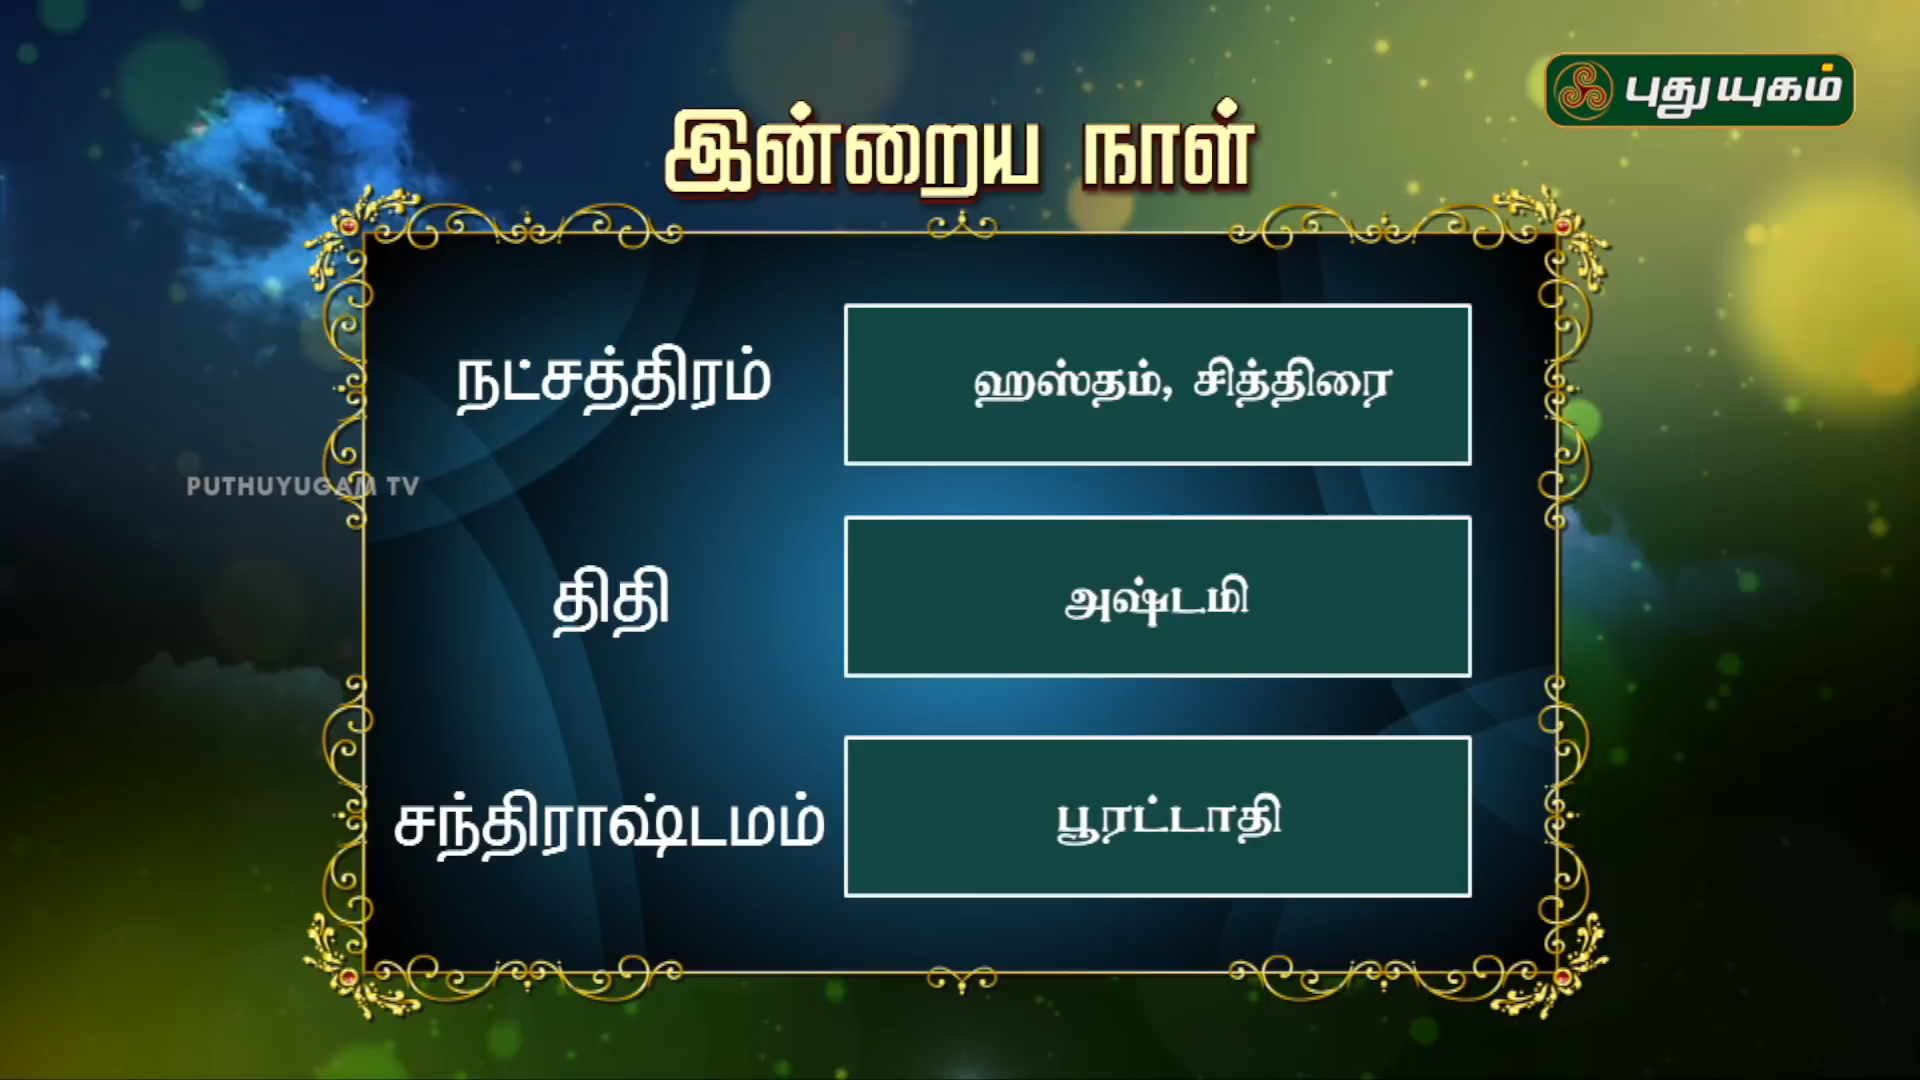 புதுயுகம்
இன்றைய நாள்
நட்சத்திரம்
ஹஸ்தம், சித்திரை
PUTHUYUGAM TV
திதி
அஷ்டமி
சந்திராஷ்டமம்
பூரட்டாதி